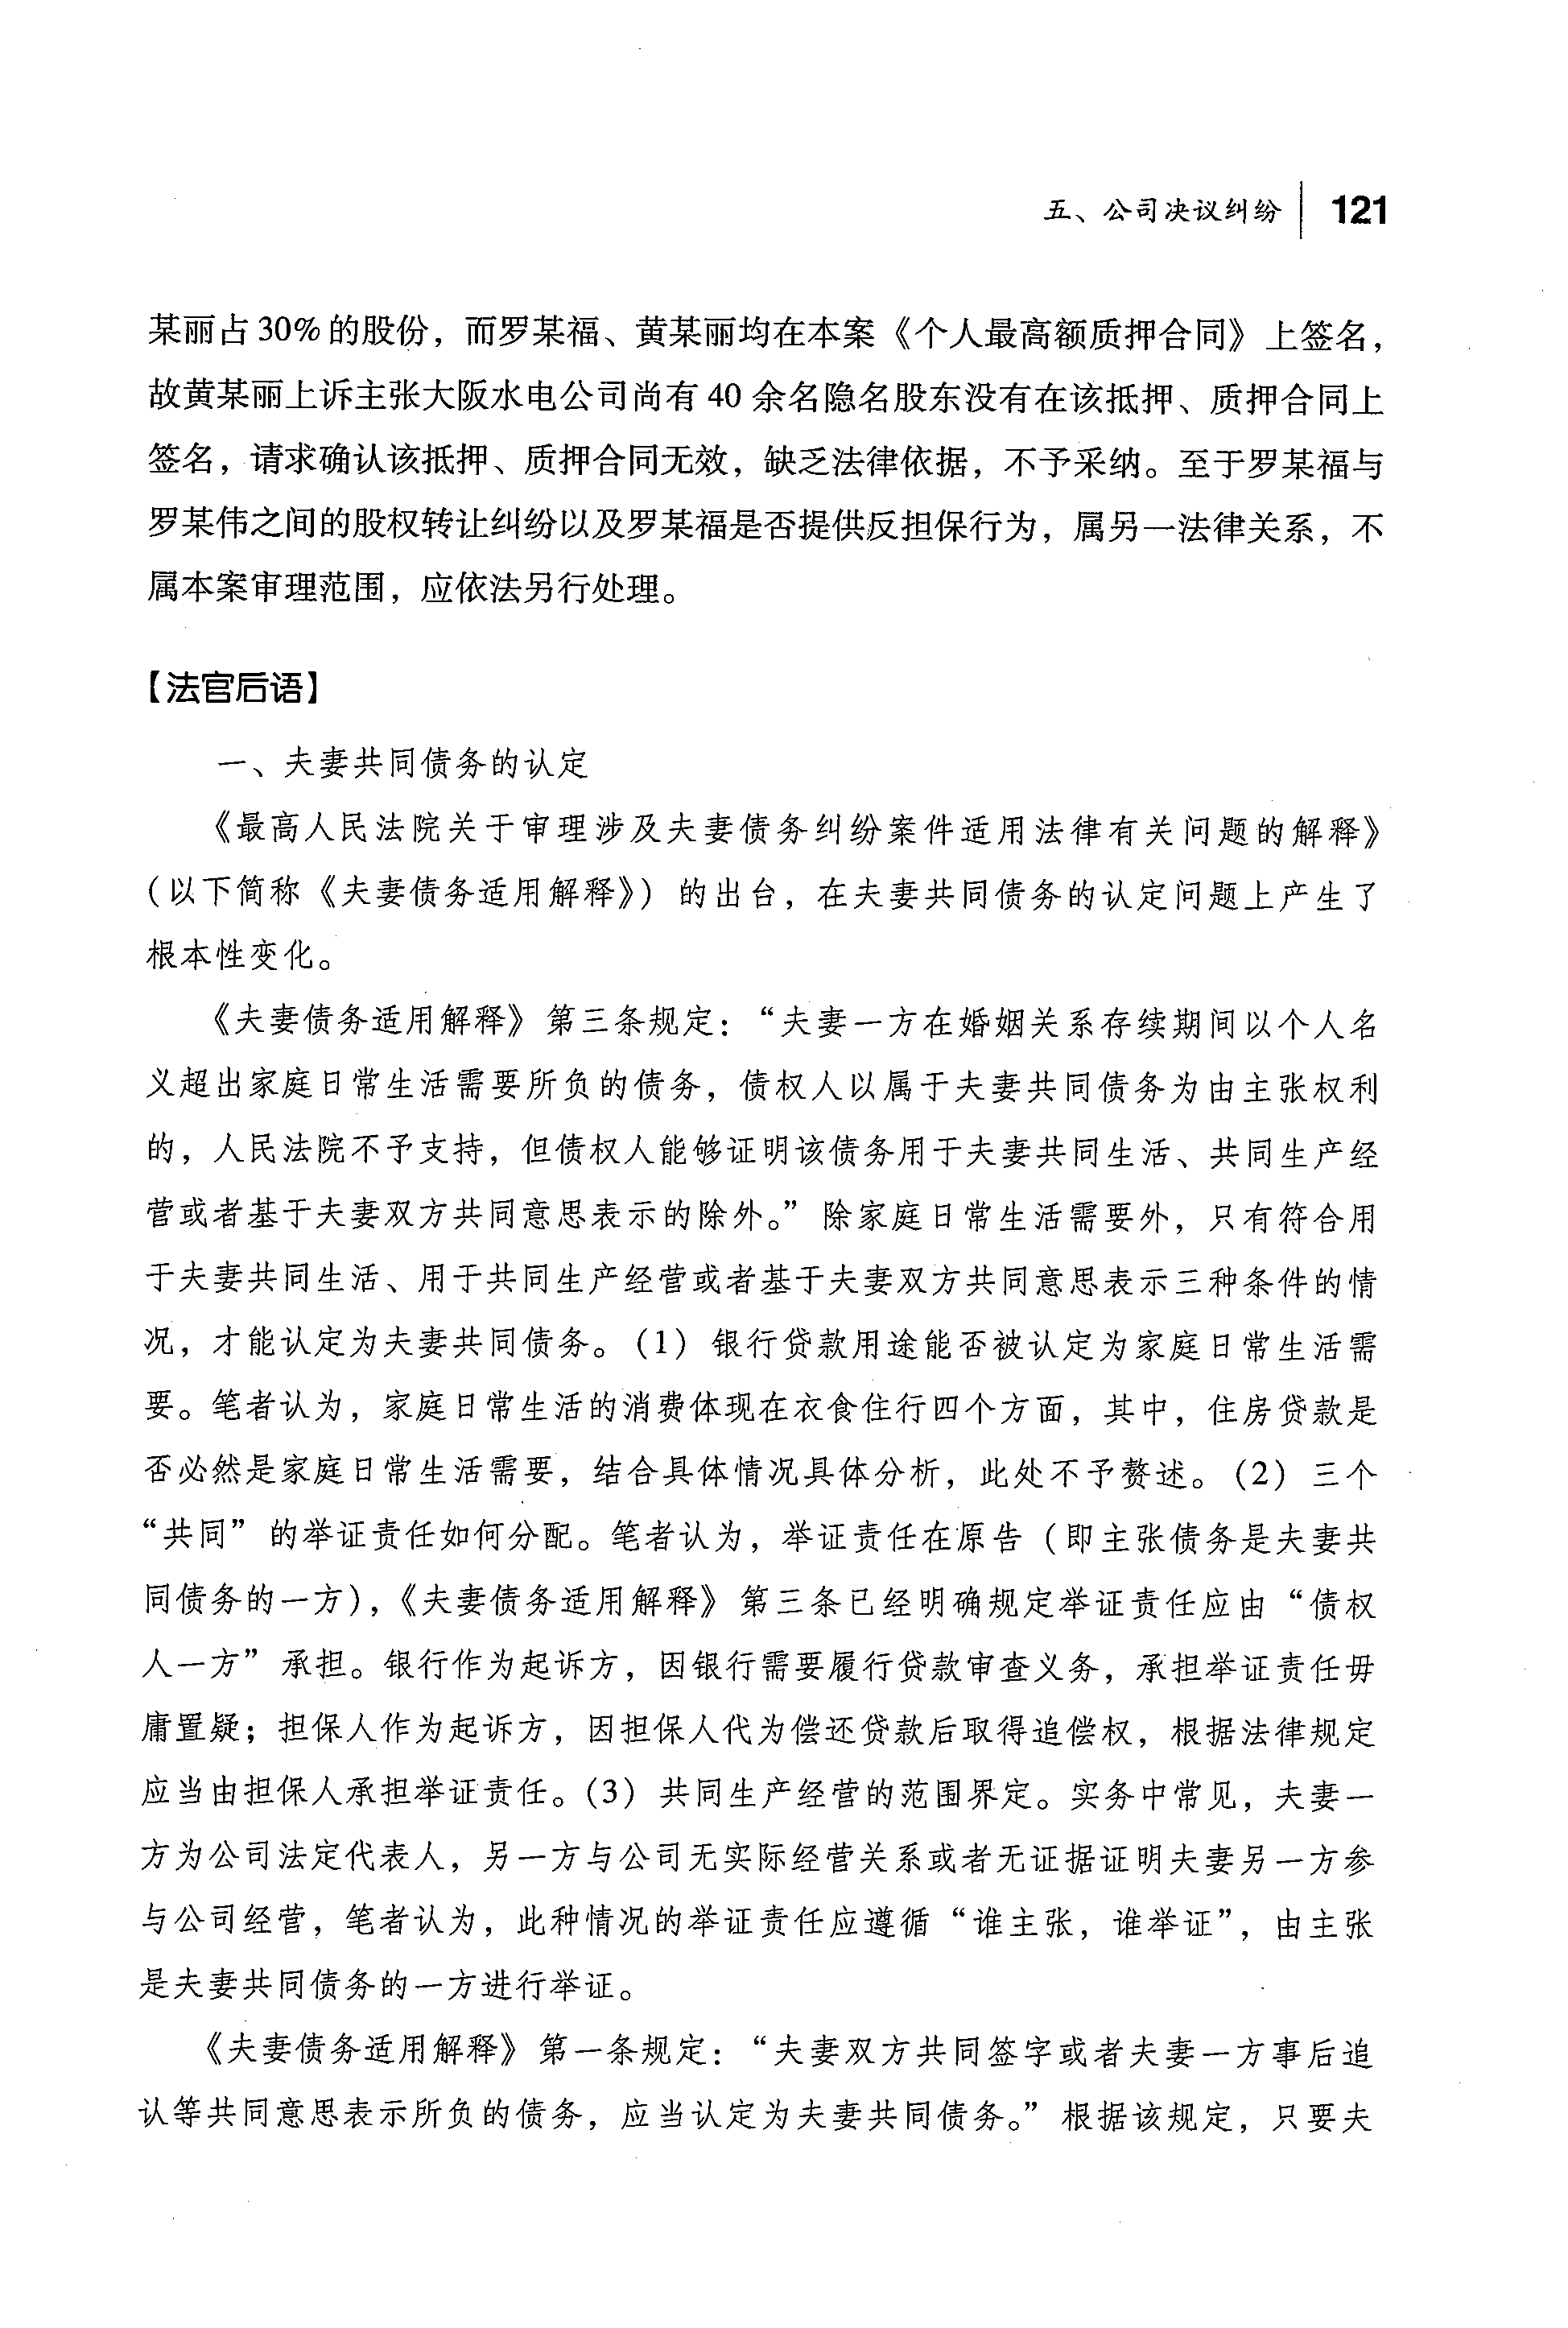 五、公司决议纠纷 121
某丽占30%的股份，而罗某福、黄某丽均在本案《个人最高额质押合同》上签名，
故黄某丽上诉主张大阪水电公司尚有40余名隐名股东没有在该抵押、质押合同上
签名，请求确认该抵押、质押合同无效，缺乏法律依据，不予采纳。至于罗某福与
罗某伟之间的股权转让纠纷以及罗某福是否提供反担保行为，属另一法律关系，不
属本案审理范围，应依法另行处理。
【法官后语】
一、夫妻共同债务的认定
《最高人民法院关于审理涉及夫妻债务纠纷案件适用法律有关问题的解释》
（以下简称《夫妻债务适用解释》）的出台，在夫妻共同债务的认定问题上产生了
根本性变化。
《夫妻债务适用解释》第三条规定：“夫妻一方在婚姻关系存续期间以个人名
义超出家庭日常生活需要所负的债务，债权人以属于夫妻共同债务为由主张权利
的，人民法院不予支持，但债权人能够证明该债务用于夫妻共同生活、共同生产经
营或者基于夫妻双方共同意思表示的除外。”除家庭日常生活需要外，只有符合用
于夫妻共同生活、用于共同生产经营或者基于夫妻双方共同意思表示三种条件的情
况，才能认定为夫妻共同债务。（1）银行贷款用途能否被认定为家庭日常生活需
要。笔者认为，家庭日常生活的消费体现在衣食住行四个方面，其中，住房贷款是
否必然是家庭日常生活需要，结合具体情况具体分析，此处不予赘述。（2）三个
“共同”的举证责任如何分配。笔者认为，举证责任在原告（即主张债务是夫妻共
同债务的一方），《夫妻债务适用解释》第三条已经明确规定举证责任应由“债权
人一方”承担。银行作为起诉方，因银行需要履行贷款审查义务，承担举证责任毋
庸置疑；担保人作为起诉方，因担保人代为偿还贷款后取得追偿权，根据法律规定
应当由担保人承担举证责任。（3）共同生产经营的范围界定。实务中常见，夫妻一
方为公司法定代表人，另一方与公司无实际经营关系或者无证据证明夫妻另一方参
与公司经营，笔者认为，此种情况的举证责任应遵循“谁主张，谁举证”，由主张
是夫妻共同债务的一方进行举证。
《夫妻债务适用解释》第一条规定：“夫妻双方共同签字或者夫妻一方事后追
认等共同意思表示所负的债务，应当认定为夫妻共同债务。”根据该规定，只要夫